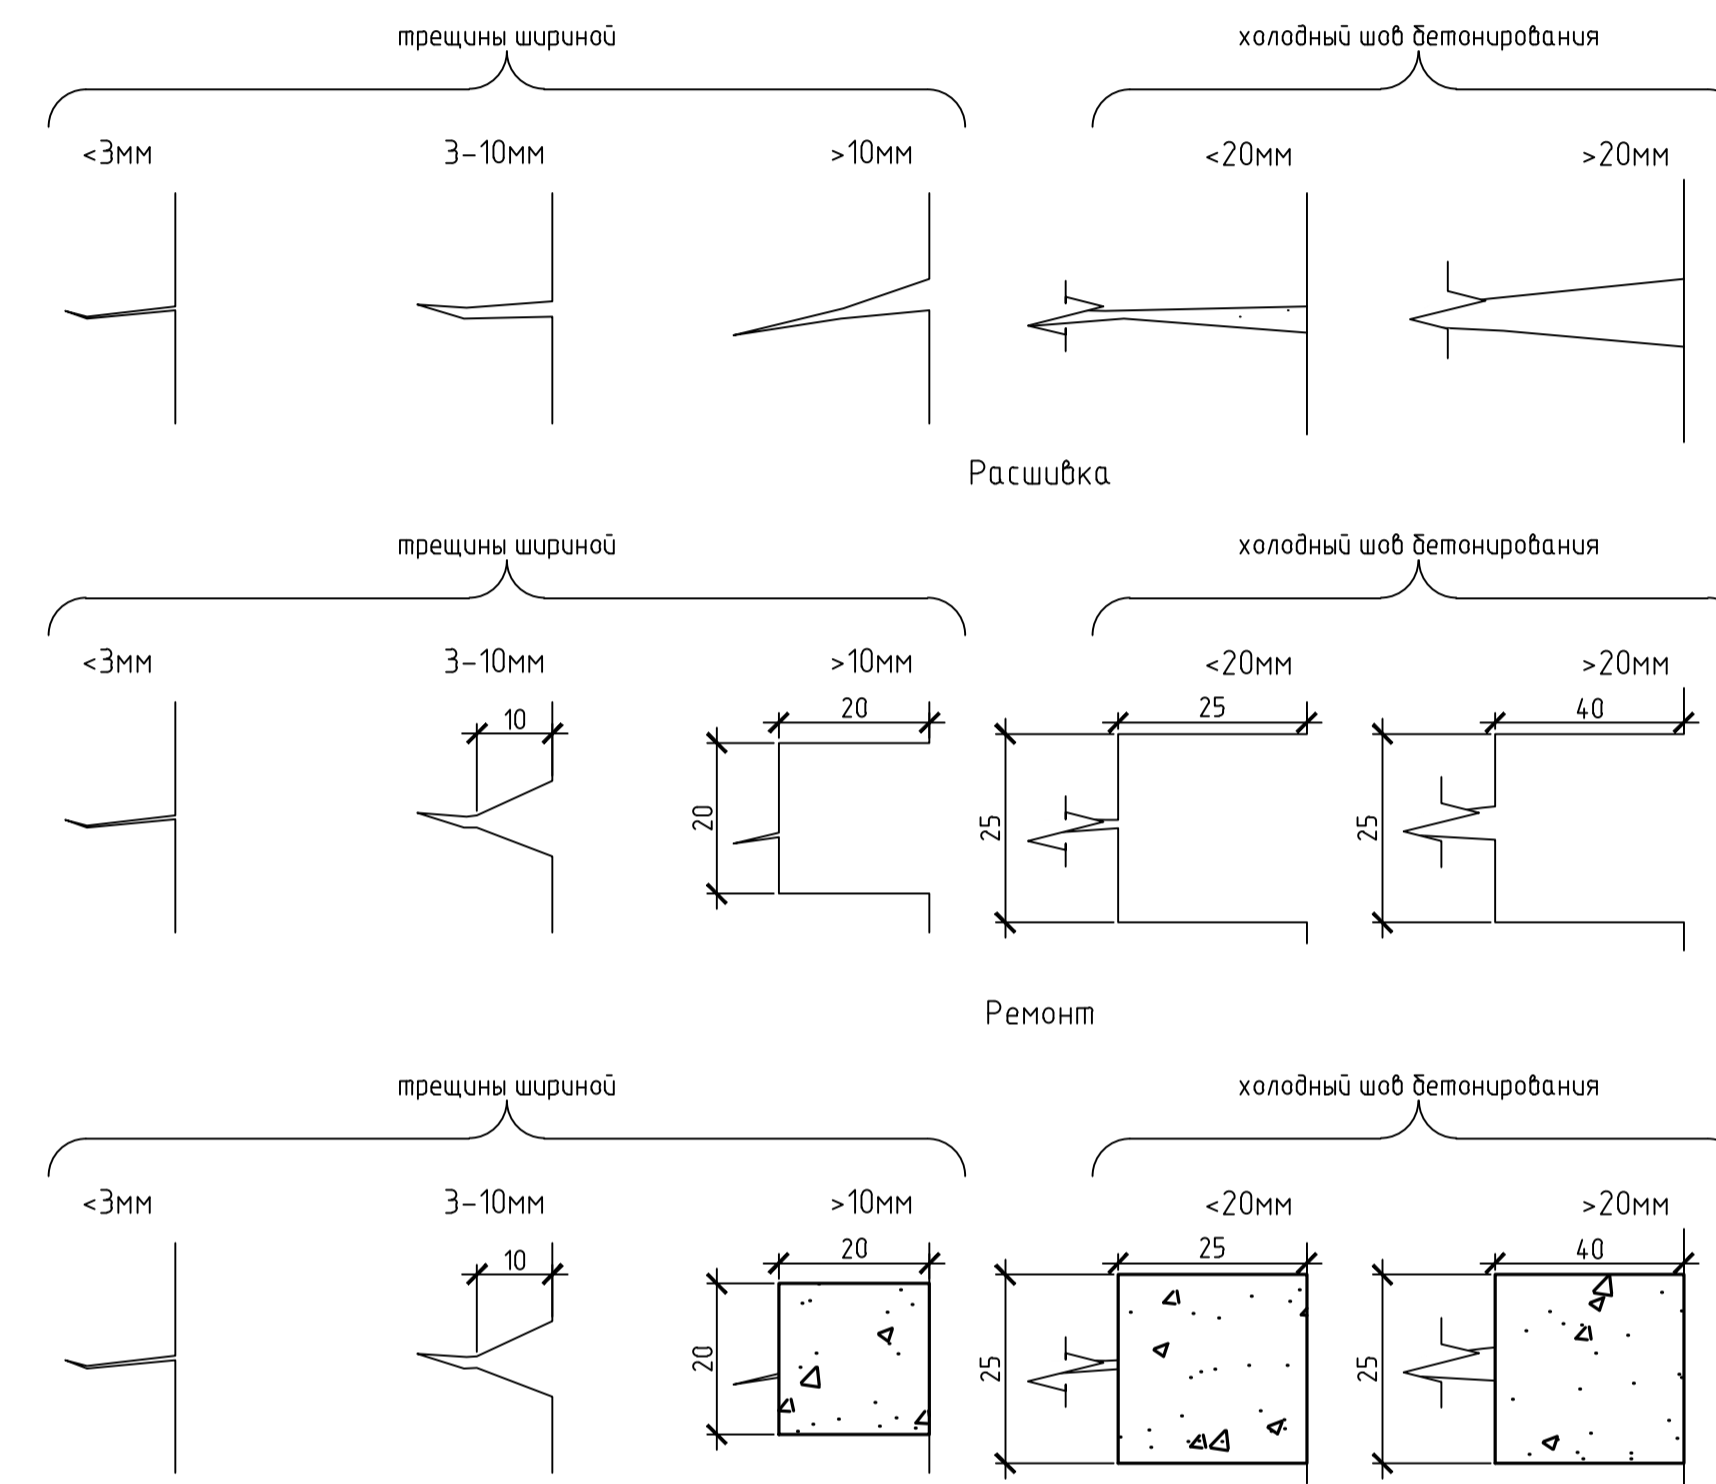 трещины шириной холодный шов бетонирования
<3мм 3-10мм >10мм <20мм >20мм
Расшивка
трещины шириной холодный шов бетонирования
<3мм 3-10мм >10мм <20мм >20мм
10 20 25 40
20 25 25
Ремонт
трещины шириной холодный шов бетонирования
<3мм 3-10мм >10мм <20мм >20мм
10 20 25 40
20 25 25